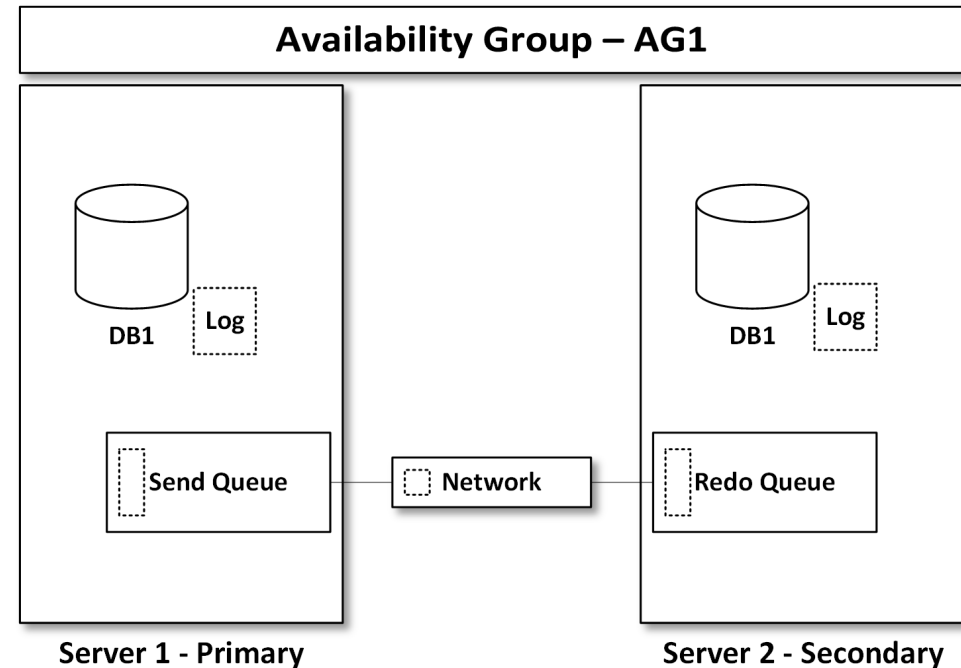 Availability Group – AG1
Log
DB1
Log
DB1
Send Queue
Network
Redo Queue
Server 1 - Primary
Server 2 - Secondary